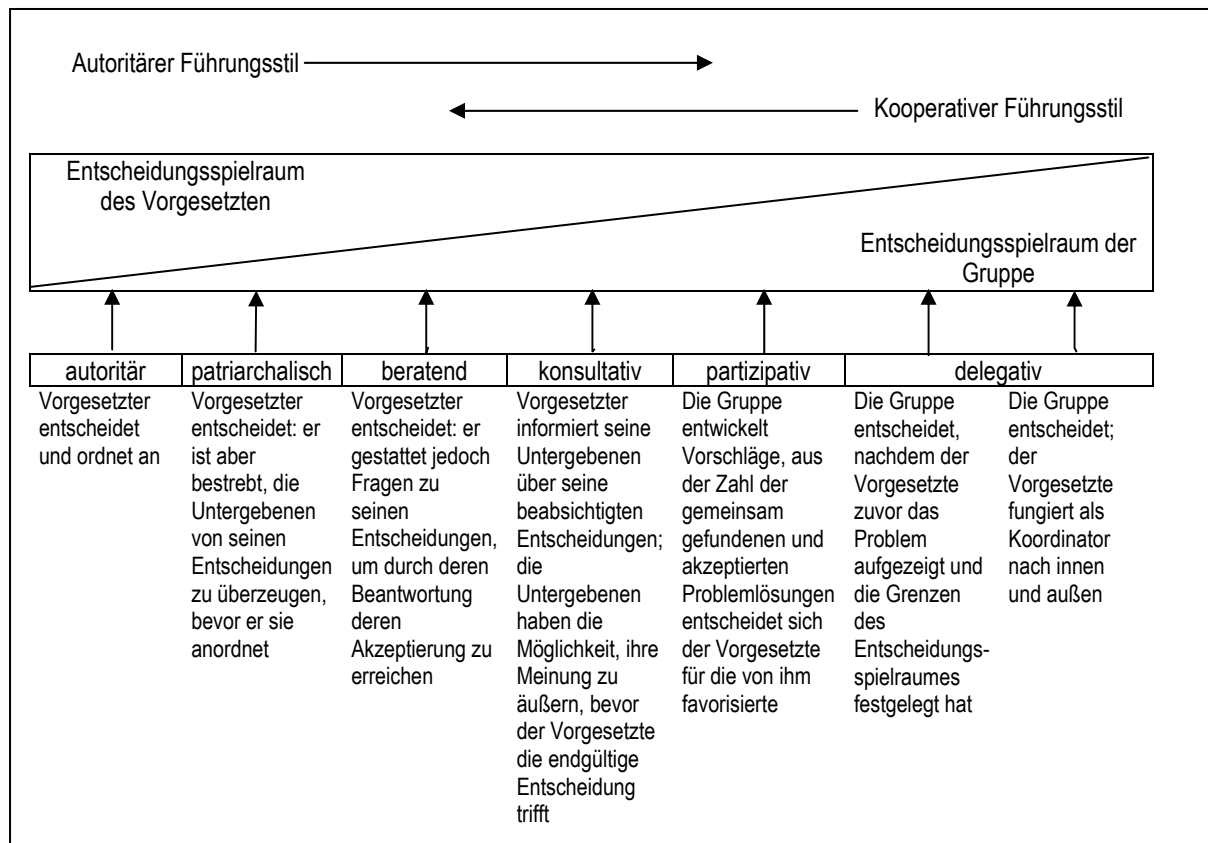 Autoritärer Führungsstil
Kooperativer Führungsstil
Entscheidungsspielraum
des Vorgesetzten
Entscheidungsspielraum der
Gruppe
autoritär
patriarchalisch
beratend
konsultativ
partizipativ
delegativ
Vorgesetzter
entscheidet
und ordnet an
Vorgesetzter
entscheidet: er
ist aber
bestrebt, die
Untergebenen
von seinen
Entscheidungen
zu überzeugen,
bevor er sie
anordnet
Vorgesetzter
entscheidet: er
gestattet jedoch
Fragen zu
seinen
Entscheidungen,
um durch deren
Beantwortung
deren
Akzeptierung zu
erreichen
Vorgesetzter
informiert seine
Untergebenen
über seine
beabsichtigten
Entscheidungen;
die
Untergebenen
haben die
Möglichkeit, ihre
Meinung zu
äußern, bevor
der Vorgesetzte
die endgültige
Entscheidung
trifft
Die Gruppe
entwickelt
Vorschläge, aus
der Zahl der
gemeinsam
gefundenen und
akzeptierten
Problemlösungen
entscheidet sich
der Vorgesetzte
für die von ihm
favorisierte
Die Gruppe
entscheidet,
nachdem der
Vorgesetzte
zuvor das
Problem
aufgezeigt und
die Grenzen
des
Entscheidungs-
spielraumes
festgelegt hat
Die Gruppe
entscheidet;
der
Vorgesetzte
fungiert als
Koordinator
nach innen
und außen